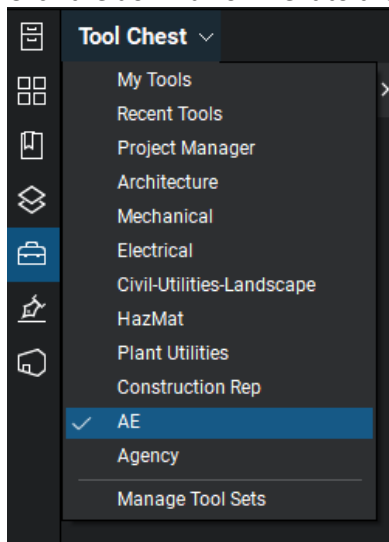 Tool Chest
My Tools
Recent Tools
Project Manager
Architecture
Mechanical
Electrical
Civil-Utilities-Landscape
HazMat
Plant Utilities
Construction Rep
AE
Agency
Manage Tool Sets